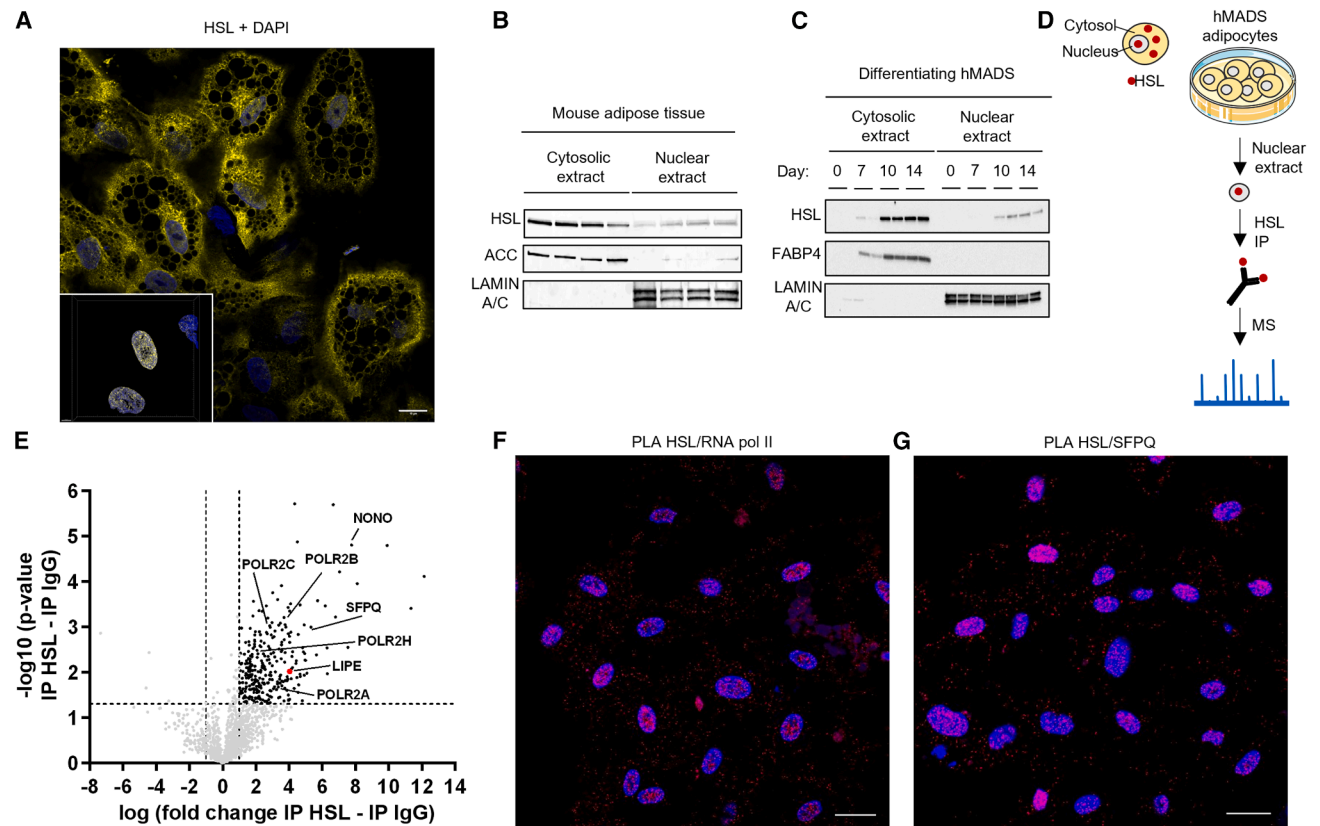 A
HSL + DAPI
B
Mouse adipose tissue
Cytosolic extract
Nuclear extract
HSL
ACC
LAMIN A/C
C
Differentiating hMADS
Cytosolic extract
Nuclear extract
Day: 0 7 10 14 0 7 10 14
HSL
FABP4
LAMIN A/C
D
Cytosol
Nucleus
HSL
hMADS adipocytes
Nuclear extract
HSL IP
MS
E
-log10 (p-value IP HSL - IP IgG)
6
5
4
3
2
1
0
NONO
POLR2C
POLR2B
SFPQ
POLR2H
LIPE
POLR2A
-8 -6 -4 -2 0 2 4 6 8 10 12 14
log (fold change IP HSL - IP IgG)
F
PLA HSL/RNA pol II
G
PLA HSL/SFPQ